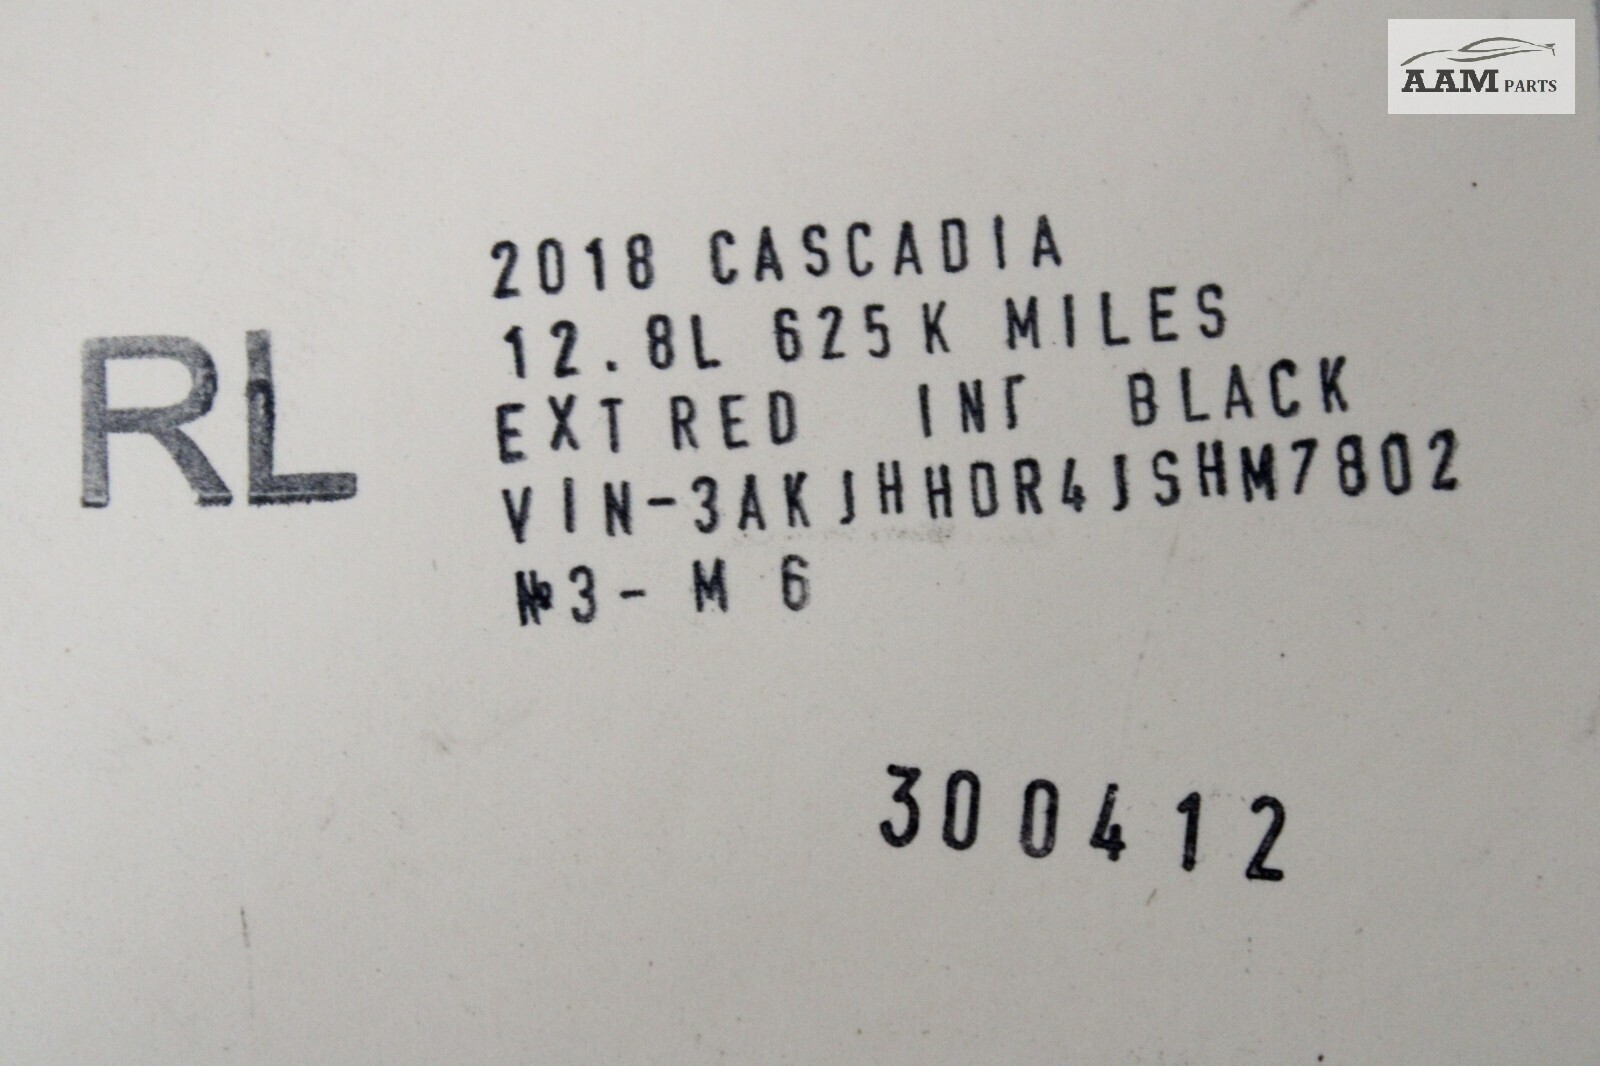 AAM PARTS
RL
2018 CASCADIA
12.8L 625K MILES
EXT RED INT BLACK
VIN-3AKJHHDR4JSHM7802
№3- M 6
300412